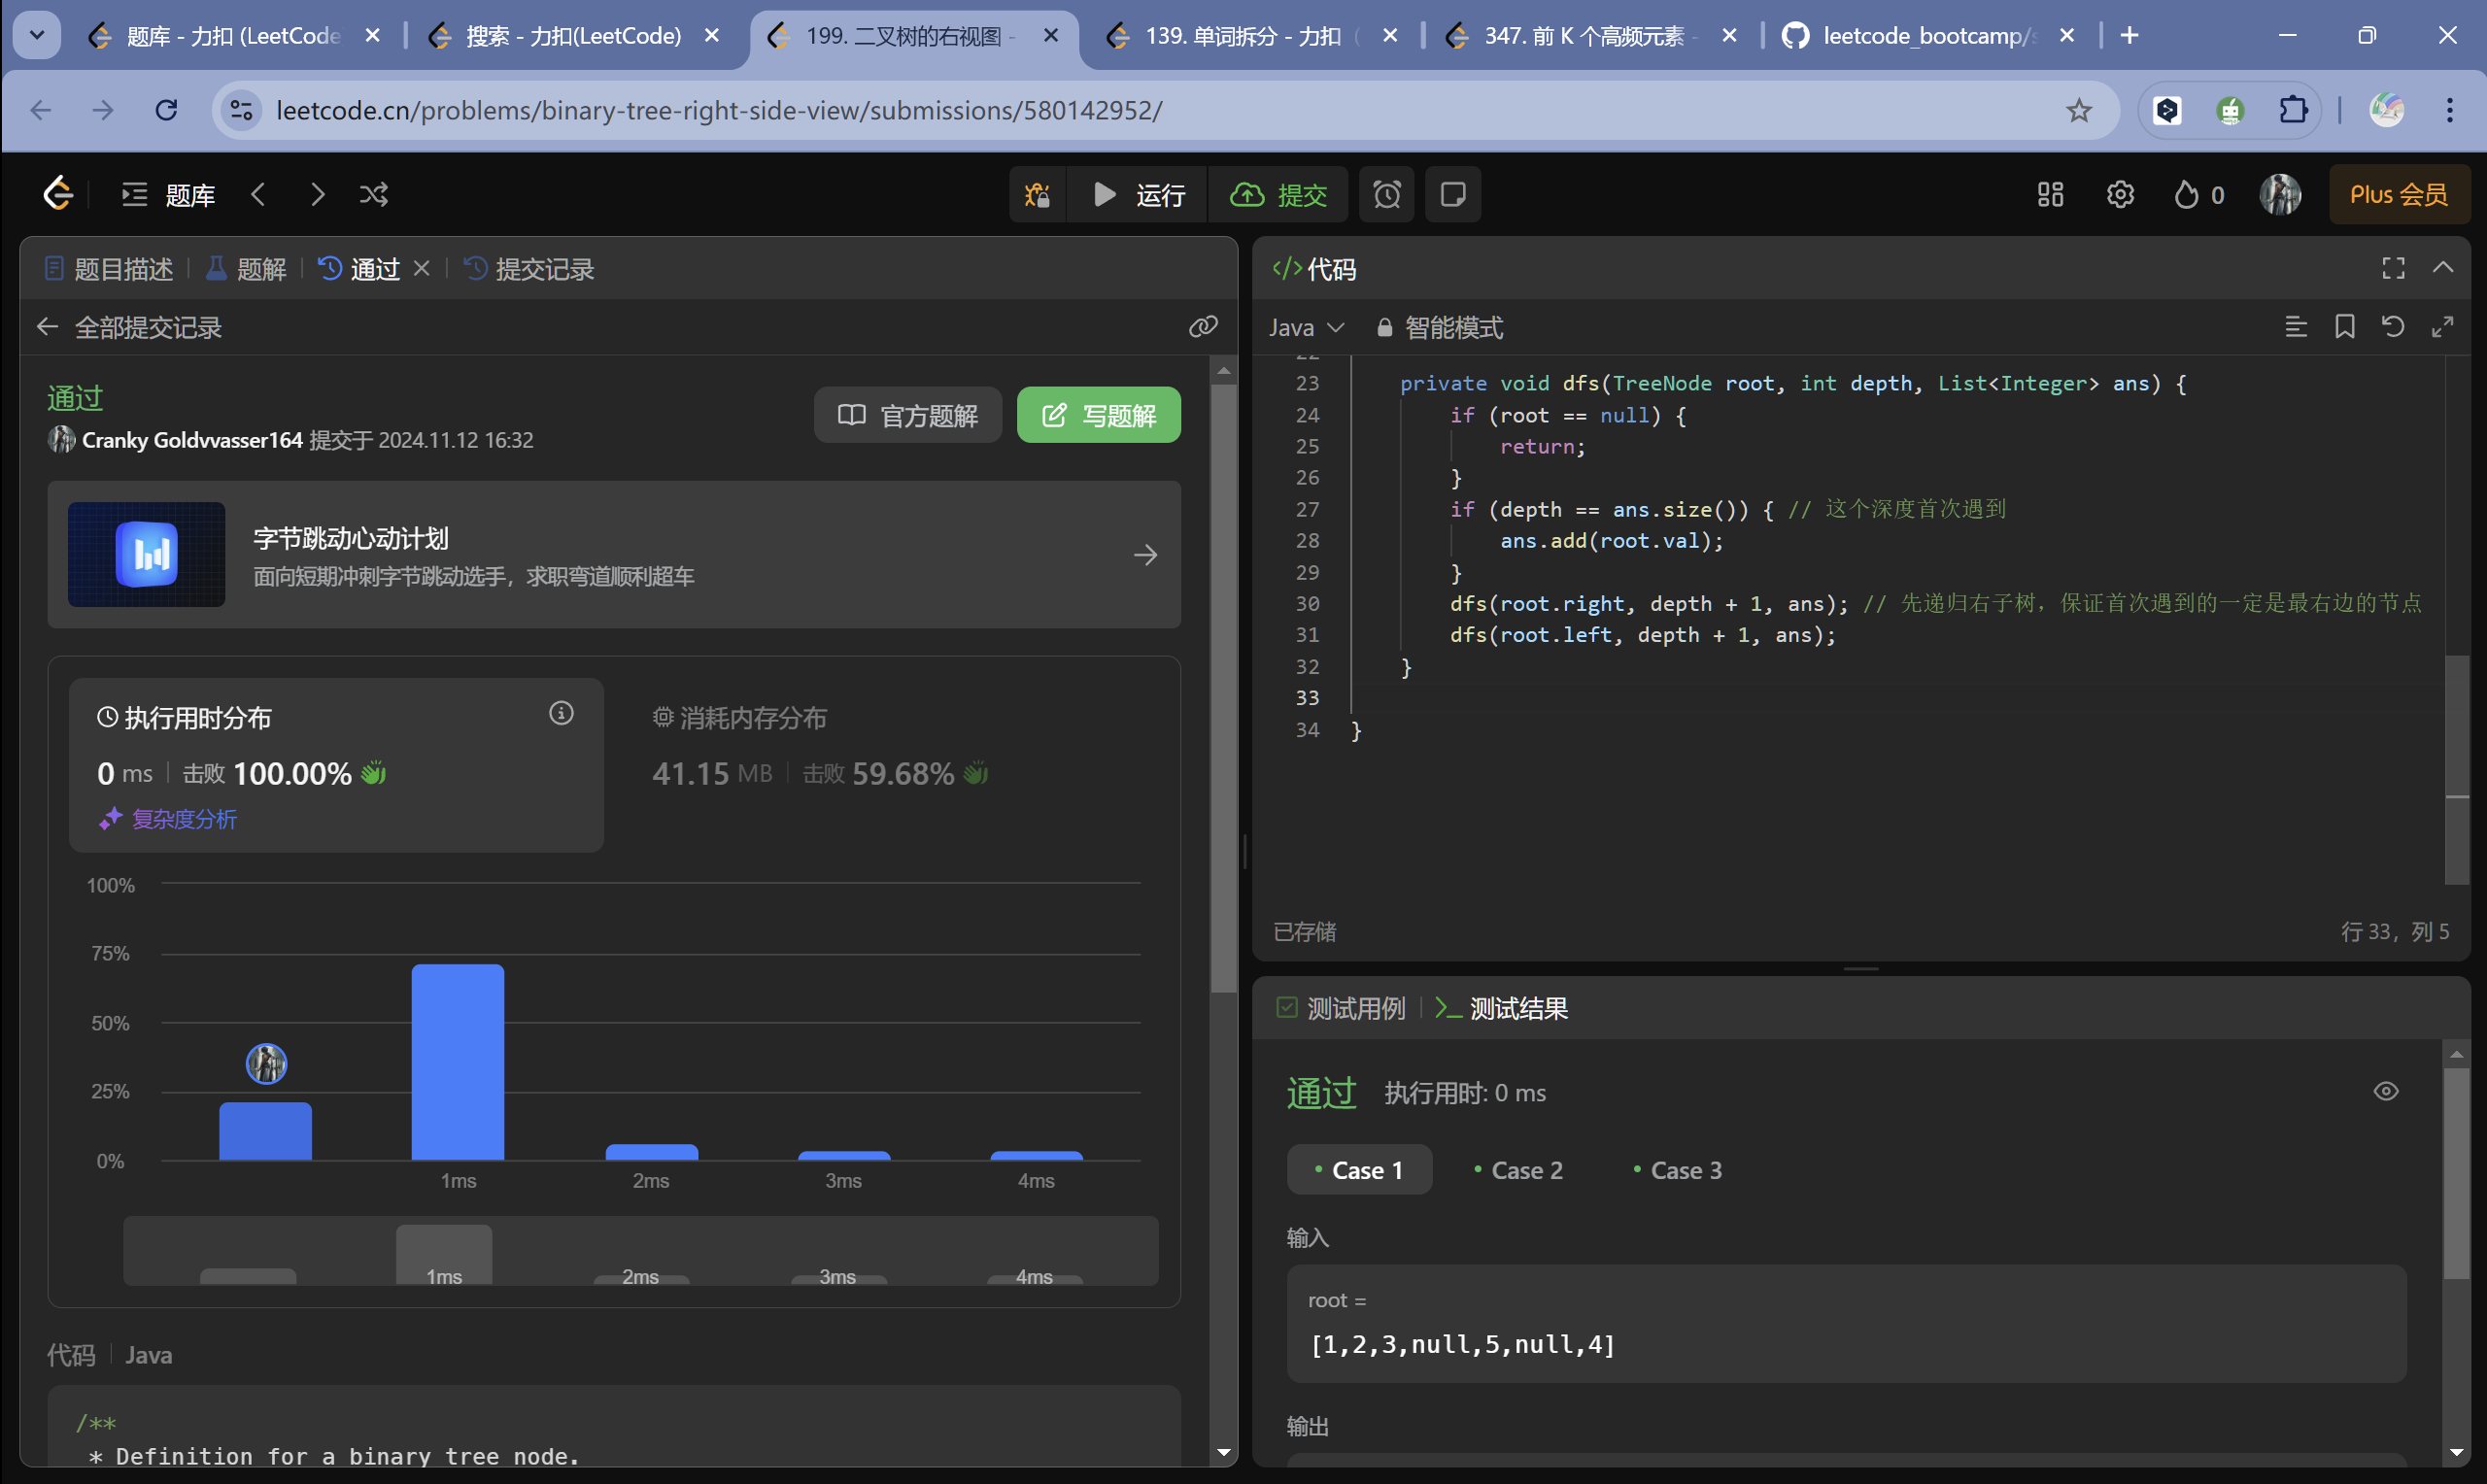 题库 - 力扣 (LeetCode
搜索 - 力扣(LeetCode)
199. 二叉树的右视图 -
139. 单词拆分 - 力扣 (
347. 前 K 个高频元素 -
leetcode_bootcamp/s
leetcode.cn/problems/binary-tree-right-side-view/submissions/580142952/
题库
运行
提交
0
Plus 会员
题目描述
题解
通过
提交记录
全部提交记录
通过
Cranky Goldvvasser164 提交于 2024.11.12 16:32
官方题解
写题解
字节跳动心动计划
面向短期冲刺字节跳动选手，求职弯道顺利超车
执行用时分布
0 ms 击败 100.00%
复杂度分析
消耗内存分布
41.15 MB 击败 59.68%
100%
75%
50%
25%
0%
1ms 2ms 3ms 4ms
1ms 2ms 3ms 4ms
代码 Java
/**
* Definition for a binary tree node.
</> 代码
Java 智能模式
22
23 private void dfs(TreeNode root, int depth, List<Integer> ans) {
24 if (root == null) {
25 return;
26 }
27 if (depth == ans.size()) { // 这个深度首次遇到
28 ans.add(root.val);
29 }
30 dfs(root.right, depth + 1, ans); // 先递归右子树，保证首次遇到的一定是最右边的节点
31 dfs(root.left, depth + 1, ans);
32 }
33
34 }
已存储
行 33，列 5
测试用例
测试结果
通过 执行用时: 0 ms
Case 1 Case 2 Case 3
输入
root =
[1,2,3,null,5,null,4]
输出